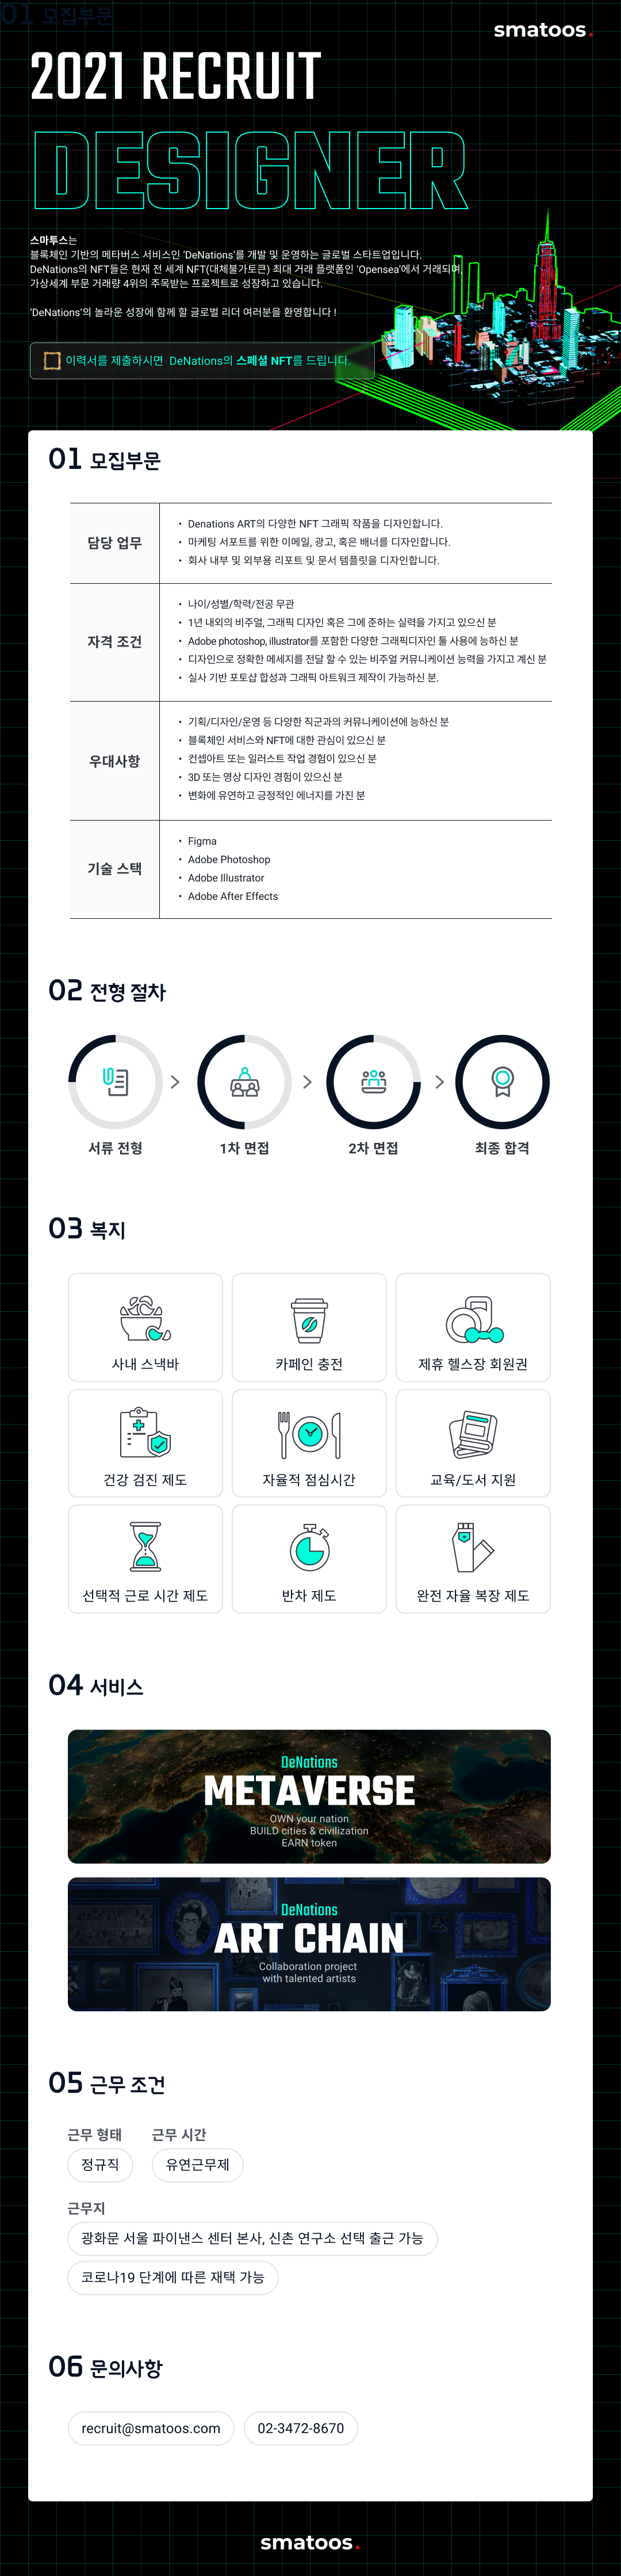 01 모집부문
smatoos.
2021 RECRUIT
DESIGNER
스마투스는
블록체인 기반의 메타버스 서비스인 ‘DeNations’를 개발 및 운영하는 글로벌 스타트업입니다.
DeNations의 NFT들은 현재 전 세계 NFT(대체불가토큰) 최대 거래 플랫폼인 ‘Opensea’에서 거래되며,
가상세계 부문 거래량 4위의 주목받는 프로젝트로 성장하고 있습니다.
‘DeNations’의 놀라운 성장에 함께 할 글로벌 리더 여러분을 환영합니다 !
이력서를 제출하시면 DeNations의 스페셜 NFT를 드립니다.
01 모집부문
담당 업무
• Denations ART의 다양한 NFT 그래픽 작품을 디자인합니다.
• 마케팅 서포트를 위한 이메일, 광고, 혹은 배너를 디자인합니다.
• 회사 내부 및 외부용 리포트 및 문서 템플릿을 디자인합니다.
자격 조건
• 나이/성별/학력/전공 무관
• 1년 내외의 비주얼, 그래픽 디자인 혹은 그에 준하는 실력을 가지고 있으신 분
• Adobe photoshop, illustrator를 포함한 다양한 그래픽디자인 툴 사용에 능하신 분
• 디자인으로 정확한 메세지를 전달 할 수 있는 비주얼 커뮤니케이션 능력을 가지고 계신 분
• 실사 기반 포토샵 합성과 그래픽 아트워크 제작이 가능하신 분.
우대사항
• 기획/디자인/운영 등 다양한 직군과의 커뮤니케이션에 능하신 분
• 블록체인 서비스와 NFT에 대한 관심이 있으신 분
• 컨셉아트 또는 일러스트 작업 경험이 있으신 분
• 3D 또는 영상 디자인 경험이 있으신 분
• 변화에 유연하고 긍정적인 에너지를 가진 분
기술 스택
• Figma
• Adobe Photoshop
• Adobe Illustrator
• Adobe After Effects
02 전형 절차
서류 전형
1차 면접
2차 면접
최종 합격
03 복지
사내 스낵바
카페인 충전
제휴 헬스장 회원권
건강 검진 제도
자율적 점심시간
교육/도서 지원
선택적 근로 시간 제도
반차 제도
완전 자율 복장 제도
04 서비스
DeNations
METAVERSE
OWN your nation
BUILD cities & civilization
EARN token
DeNations
ART CHAIN
Collaboration project
with talented artists
05 근무 조건
근무 형태
근무 시간
정규직
유연근무제
근무지
광화문 서울 파이낸스 센터 본사, 신촌 연구소 선택 출근 가능
코로나19 단계에 따른 재택 가능
06 문의사항
recruit@smatoos.com
02-3472-8670
smatoos.